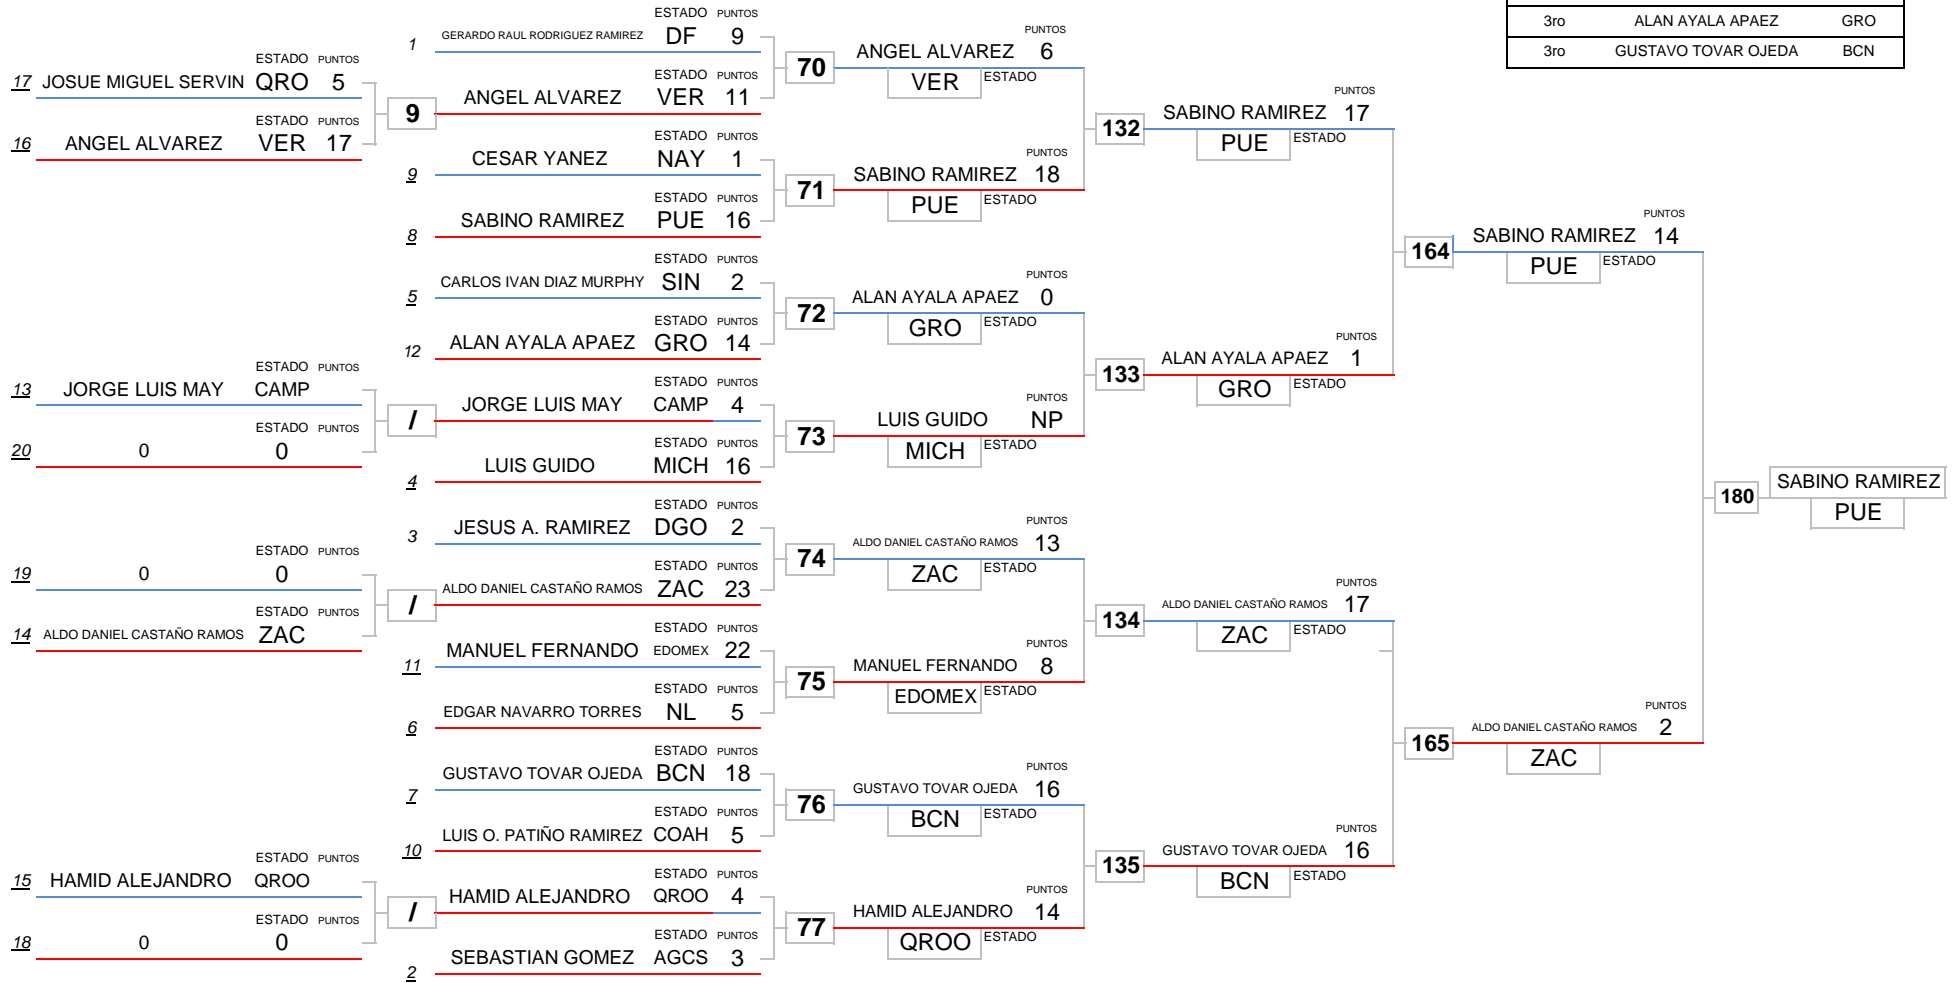 3ro ALAN AYALA APAEZ GRO
3ro GUSTAVO TOVAR OJEDA BCN
ESTADO PUNTOS
17 JOSUE MIGUEL SERVIN QRO 5
ESTADO PUNTOS
16 ANGEL ALVAREZ VER 17
9
ESTADO PUNTOS
13 JORGE LUIS MAY CAMP
ESTADO PUNTOS
20 0 0
/
ESTADO PUNTOS
19 0 0
ESTADO PUNTOS
14 ALDO DANIEL CASTAÑO RAMOS ZAC
/
ESTADO PUNTOS
15 HAMID ALEJANDRO QROO
ESTADO PUNTOS
18 0 0
/
ESTADO PUNTOS
1 GERARDO RAUL RODRIGUEZ RAMIREZ DF 9
ESTADO PUNTOS
ANGEL ALVAREZ VER 11
70
ESTADO PUNTOS
9 CESAR YANEZ NAY 1
ESTADO PUNTOS
8 SABINO RAMIREZ PUE 16
71
ESTADO PUNTOS
5 CARLOS IVAN DIAZ MURPHY SIN 2
ESTADO PUNTOS
12 ALAN AYALA APAEZ GRO 14
72
ESTADO PUNTOS
JORGE LUIS MAY CAMP 4
ESTADO PUNTOS
4 LUIS GUIDO MICH 16
73
ESTADO PUNTOS
3 JESUS A. RAMIREZ DGO 2
ESTADO PUNTOS
ALDO DANIEL CASTAÑO RAMOS ZAC 23
74
ESTADO PUNTOS
11 MANUEL FERNANDO EDOMEX 22
ESTADO PUNTOS
6 EDGAR NAVARRO TORRES NL 5
75
ESTADO PUNTOS
7 GUSTAVO TOVAR OJEDA BCN 18
ESTADO PUNTOS
10 LUIS O. PATIÑO RAMIREZ COAH 5
76
ESTADO PUNTOS
HAMID ALEJANDRO QROO 4
ESTADO PUNTOS
2 SEBASTIAN GOMEZ AGCS 3
77
PUNTOS
ANGEL ALVAREZ 6
VER ESTADO
PUNTOS
SABINO RAMIREZ 18
PUE ESTADO
132
PUNTOS
ALAN AYALA APAEZ 0
GRO ESTADO
PUNTOS
LUIS GUIDO NP
MICH ESTADO
133
PUNTOS
ALDO DANIEL CASTAÑO RAMOS 13
ZAC ESTADO
PUNTOS
MANUEL FERNANDO 8
EDOMEX ESTADO
134
PUNTOS
GUSTAVO TOVAR OJEDA 16
BCN ESTADO
PUNTOS
HAMID ALEJANDRO 14
QROO ESTADO
135
PUNTOS
SABINO RAMIREZ 17
PUE ESTADO
PUNTOS
ALAN AYALA APAEZ 1
GRO ESTADO
164
PUNTOS
ALDO DANIEL CASTAÑO RAMOS 17
ZAC ESTADO
PUNTOS
GUSTAVO TOVAR OJEDA 16
BCN ESTADO
165
PUNTOS
SABINO RAMIREZ 14
PUE ESTADO
PUNTOS
ALDO DANIEL CASTAÑO RAMOS 2
ZAC
180
SABINO RAMIREZ
PUE